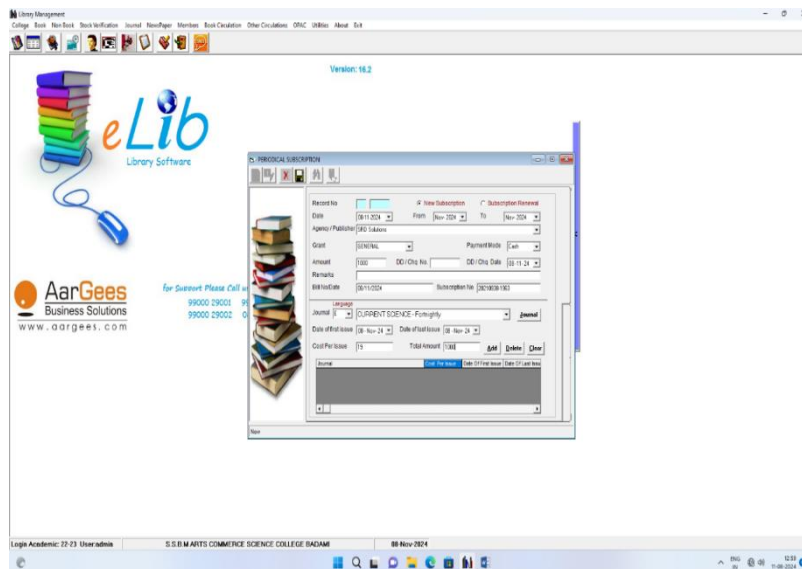 Library Management
College Book Non Book Stock Verification Journal NewsPaper Members Book Circulation Other Circulations OPAC Utilities About Exit
Version: 16.2
eLib
Library Software
AarGees
Business Solutions
www.aargees.com
for Support Please Call
99000 29001
99000 29002
PERIODICAL SUBSCRIPTION
Record No New Subscription Subscription Renewal
Date 08-11-2024 From Nov- 2024 To Nov- 2024
Agency / Publisher SRD Solutions
Grant GENERAL Payment Mode Cash
Amount 1000 DD / Chq No. DD / Chq Date 08-11-24
Remarks
Bill No/Date 08/11/2024 Subscription No
Language
Journal E CURRENT SCIENCE - Fortnightly Journal
Date of first issue 08- Nov- 24 Date of last issue 08 -Nov- 24
Cost Per Issue 15 Total Amount 1000 Add Delete Clear
Journal Cost Per Issue Date Of First Issue Date Of Last Issu
New
Login Academic: 22-23 User:admin S.S.B.M ARTS COMMERCE SCIENCE COLLEGE BADAMI 08-Nov-2024
ENG
IN
12:53